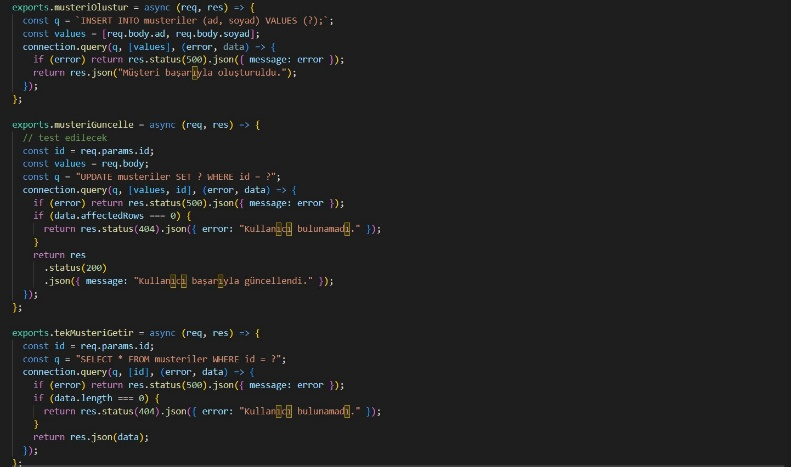 exports.musteriOlustur = async (req, res) => {
const q = `INSERT INTO musteriler (ad, soyad) VALUES (?);`;
const values = [req.body.ad, req.body.soyad];
connection.query(q, [values], (error, data) => {
if (error) return res.status(500).json({ message: error });
return res.json("Müşteri başarıyla oluşturuldu.");
});
};
exports.musteriGuncelle = async (req, res) => {
// test edilecek
const id = req.params.id;
const values = req.body;
const q = "UPDATE musteriler SET ? WHERE id = ?";
connection.query(q, [values, id], (error, data) => {
if (error) return res.status(500).json({ message: error });
if (data.affectedRows === 0) {
return res.status(404).json({ error: "Kullanıcı bulunamadı." });
}
return res
.status(200)
.json({ message: "Kullanıcı başarıyla güncellendi." });
});
};
exports.tekMusteriGetir = async (req, res) => {
const id = req.params.id;
const q = "SELECT * FROM musteriler WHERE id = ?";
connection.query(q, [id], (error, data) => {
if (error) return res.status(500).json({ message: error });
if (data.length === 0) {
return res.status(404).json({ error: "Kullanıcı bulunamadı." });
}
return res.json(data);
});
};